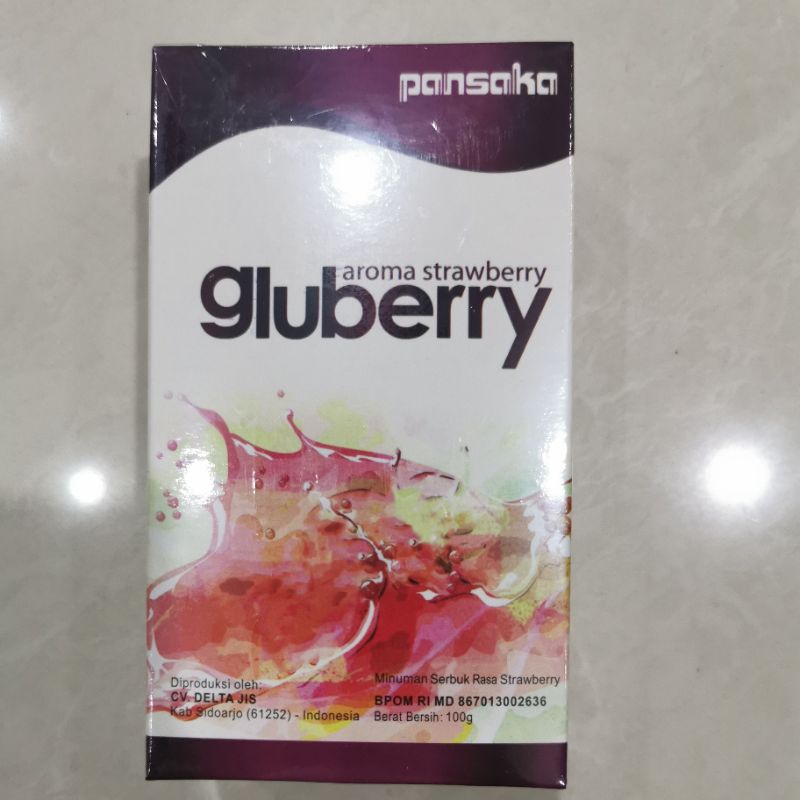 pansaka
aroma strawberry
gluberry
Diproduksi oleh:
CV. DELTA JIS
Kab Sidoarjo (61252) - Indonesia
Minuman Serbuk Rasa Strawberry
BPOM RI MD 867013002636
Berat Bersih: 100g